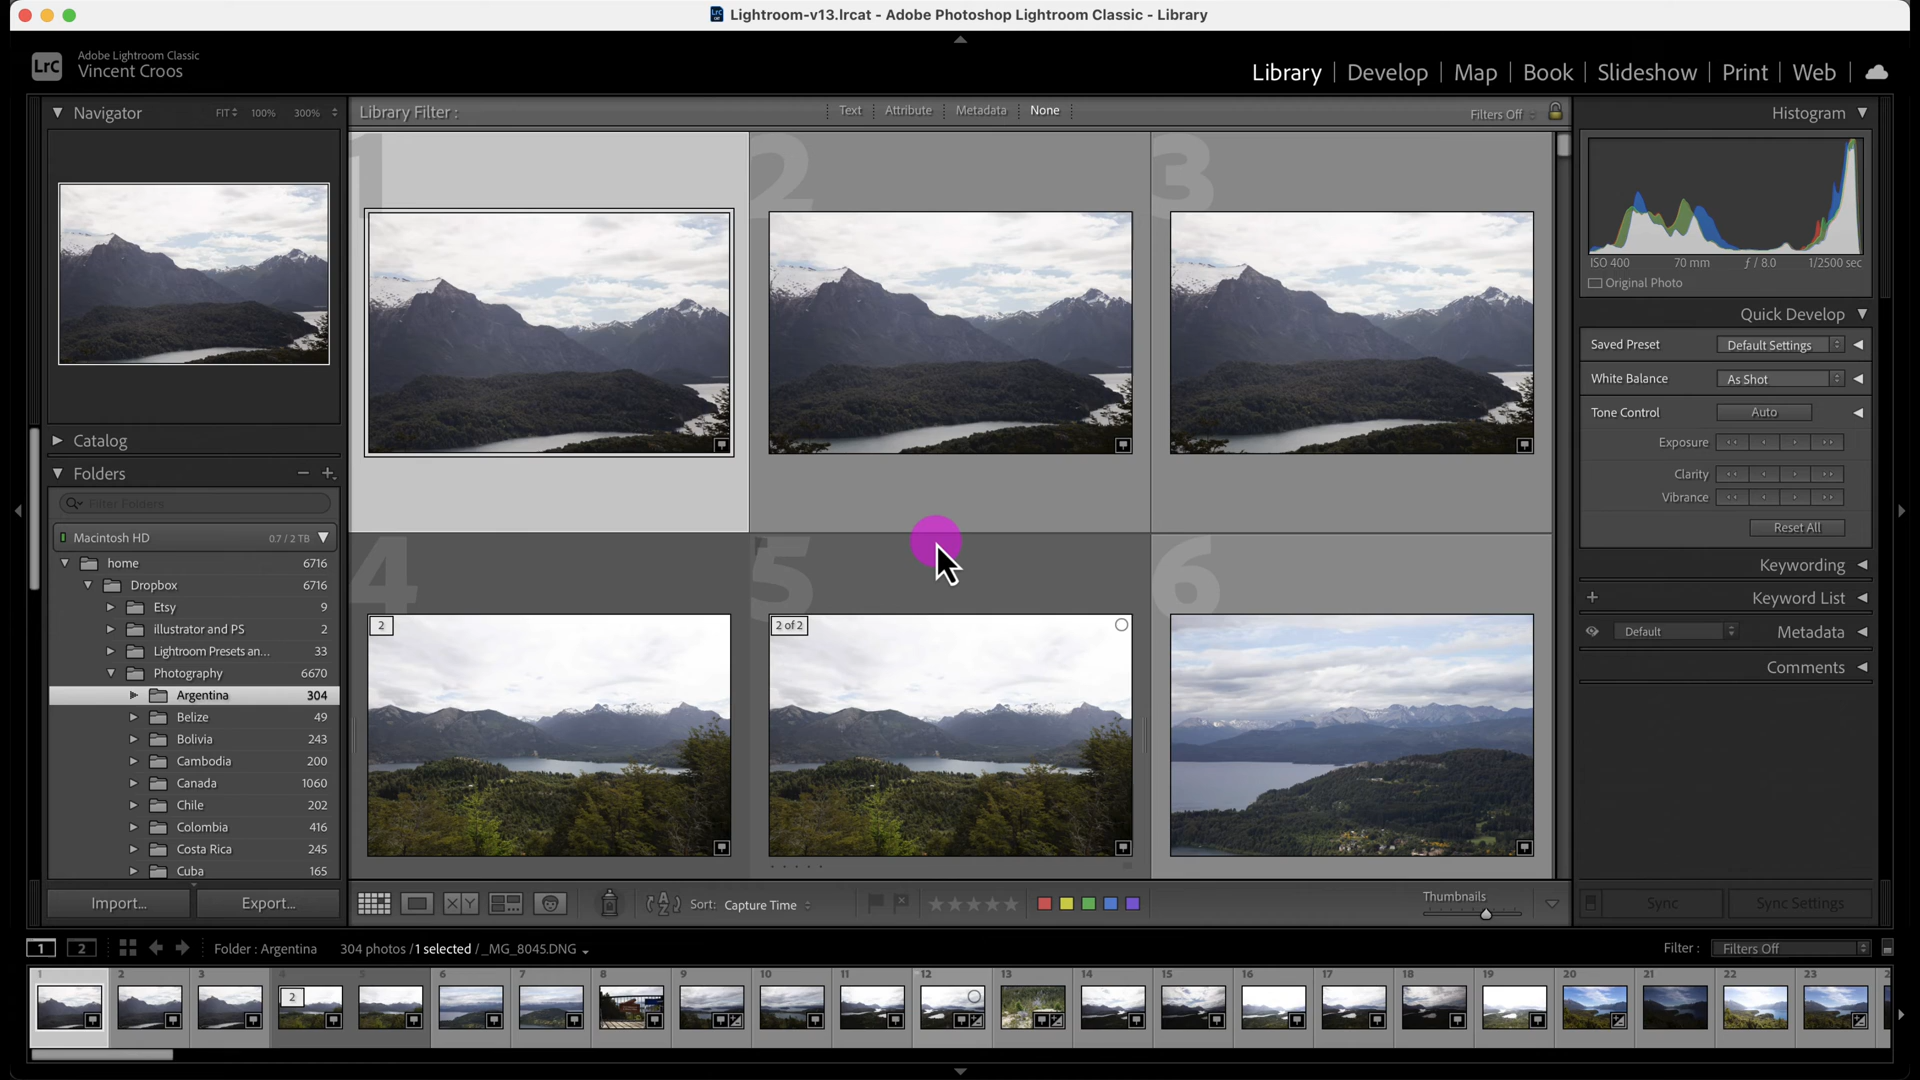 Lightroom-v13.lrcat - Adobe Photoshop Lightroom Classic - Library
LrC
Adobe Lightroom Classic
Vincent Croos
Library | Develop | Map | Book | Slideshow | Print | Web
Navigator FIT 100% 300%
Catalog
Folders
Filter Folders
Macintosh HD 0.7 / 2 TB
home 6716
Dropbox 6716
Etsy 9
illustrator and PS 2
Lightroom Presets an... 33
Photography 6670
Argentina 304
Belize 49
Bolivia 243
Cambodia 200
Canada 1060
Chile 202
Colombia 416
Costa Rica 245
Cuba 165
Import... Export...
Library Filter : Text Attribute Metadata None Filters Off
1 2 3
4 5 6
2 2 of 2
XY
Sort: Capture Time
Thumbnails
Histogram
ISO 400 70 mm ƒ / 8.0 1/2500 sec
Original Photo
Quick Develop
Saved Preset Default Settings
White Balance As Shot
Tone Control Auto
Exposure
Clarity
Vibrance
Reset All
Keywording
Keyword List
Default Metadata
Comments
Sync Sync Settings
1 2 Folder : Argentina 304 photos / 1 selected / _MG_8045.DNG Filter : Filters Off
1 2 3 4 5 6 7 8 9 10 11 12 13 14 15 16 17 18 19 20 21 22 23 2
2